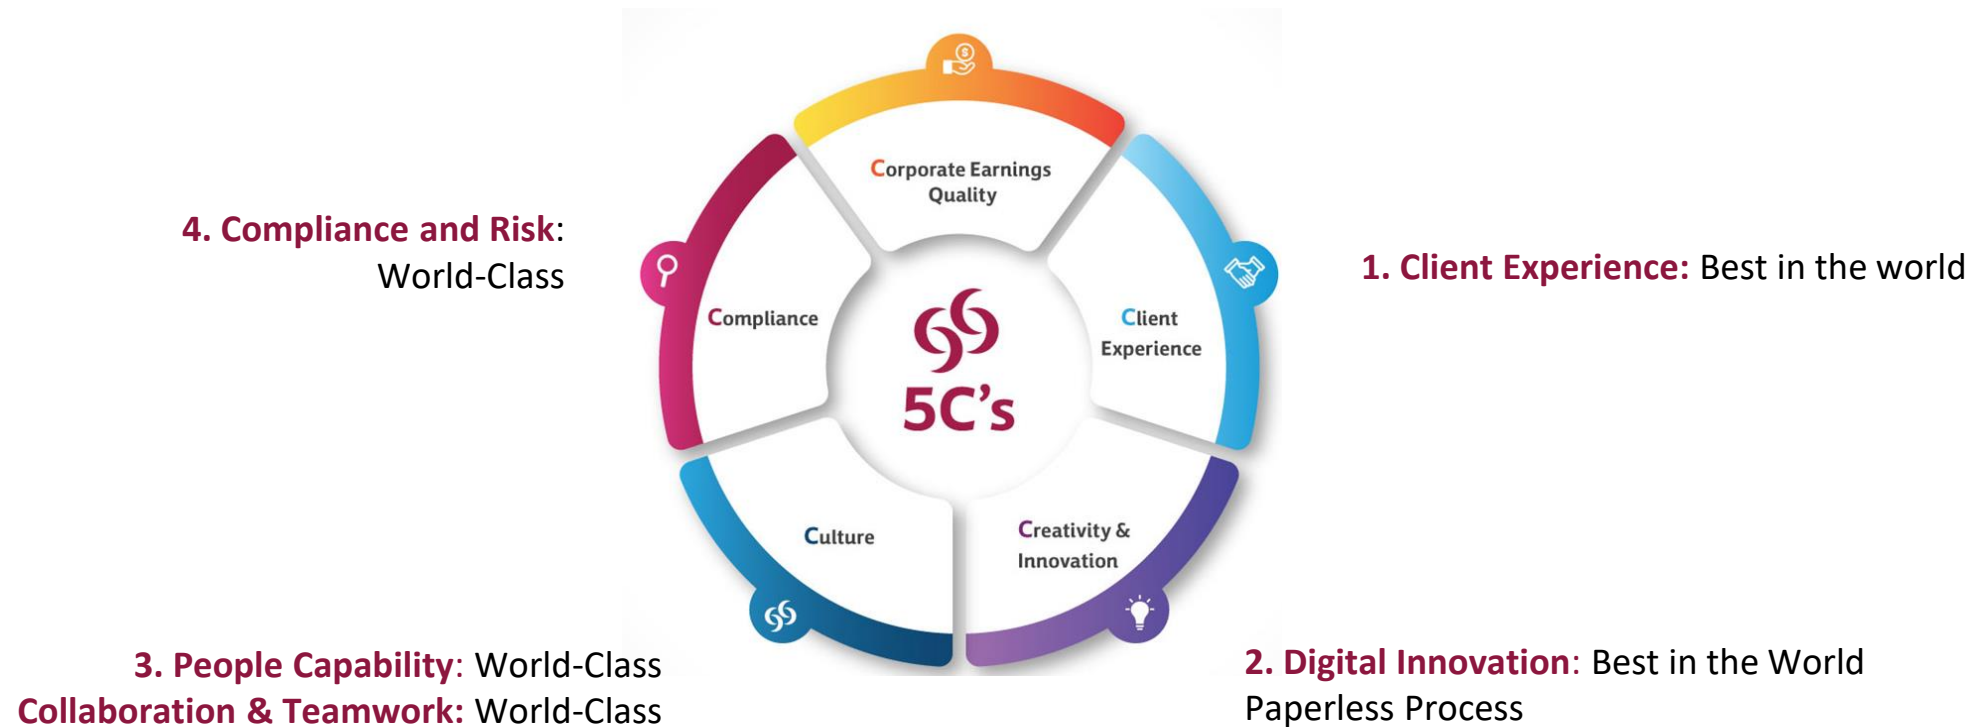 Corporate Earnings
Quality
4. Compliance and Risk:
World-Class
1. Client Experience: Best in the world
Compliance
Client
Experience
5C's
Culture
Creativity &
Innovation
3. People Capability: World-Class
Collaboration & Teamwork: World-Class
2. Digital Innovation: Best in the World
Paperless Process